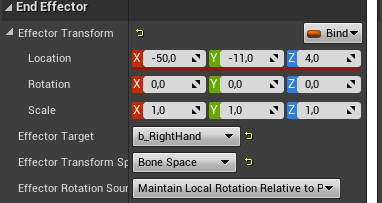 End Effector
Effector Transform Bind
Location X -50,0 Y -11,0 Z 4,0
Rotation X 0,0 Y 0,0 Z 0,0
Scale X 1,0 Y 1,0 Z 1,0
Effector Target b_RightHand
Effector Transform Sp Bone Space
Effector Rotation Sour Maintain Local Rotation Relative to P